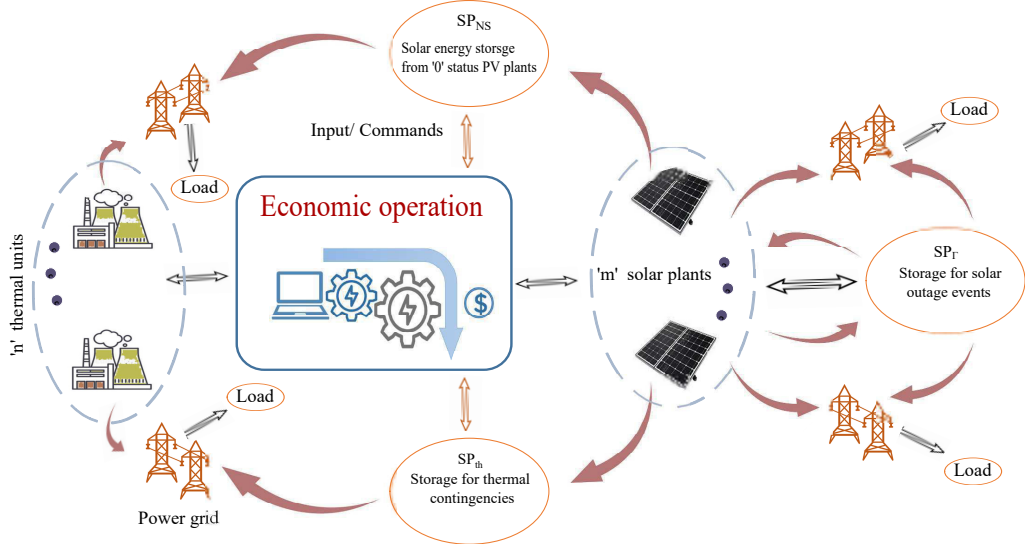 SP_NS
Solar energy storsge
from '0' status PV plants
Input/ Commands
Load
Load
Economic operation
$
'n' thermal units
'm' solar plants
SP_Γ
Storage for solar
outage events
Load
SP_th
Storage for thermal
contingencies
Load
Power grid